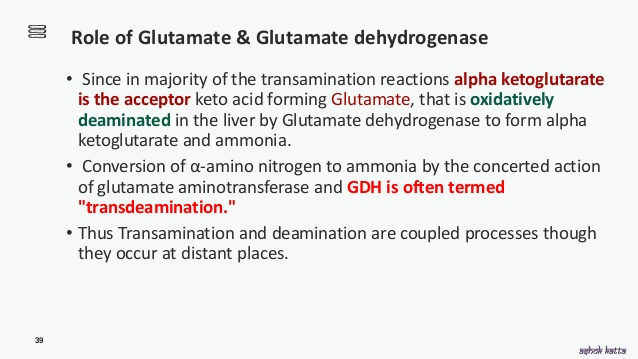 Role of Glutamate & Glutamate dehydrogenase
• Since in majority of the transamination reactions alpha ketoglutarate
is the acceptor keto acid forming Glutamate, that is oxidatively
deaminated in the liver by Glutamate dehydrogenase to form alpha
ketoglutarate and ammonia.
• Conversion of α-amino nitrogen to ammonia by the concerted action
of glutamate aminotransferase and GDH is often termed
"transdeamination."
• Thus Transamination and deamination are coupled processes though
they occur at distant places.
39
Ashok Katta